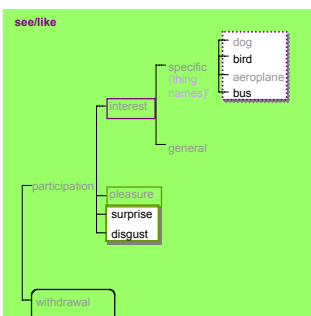 see/like
dog
bird
specific
(thing
names)'
aeroplane
bus
interest
general
participation
pleasure
surprise
disgust
withdrawal